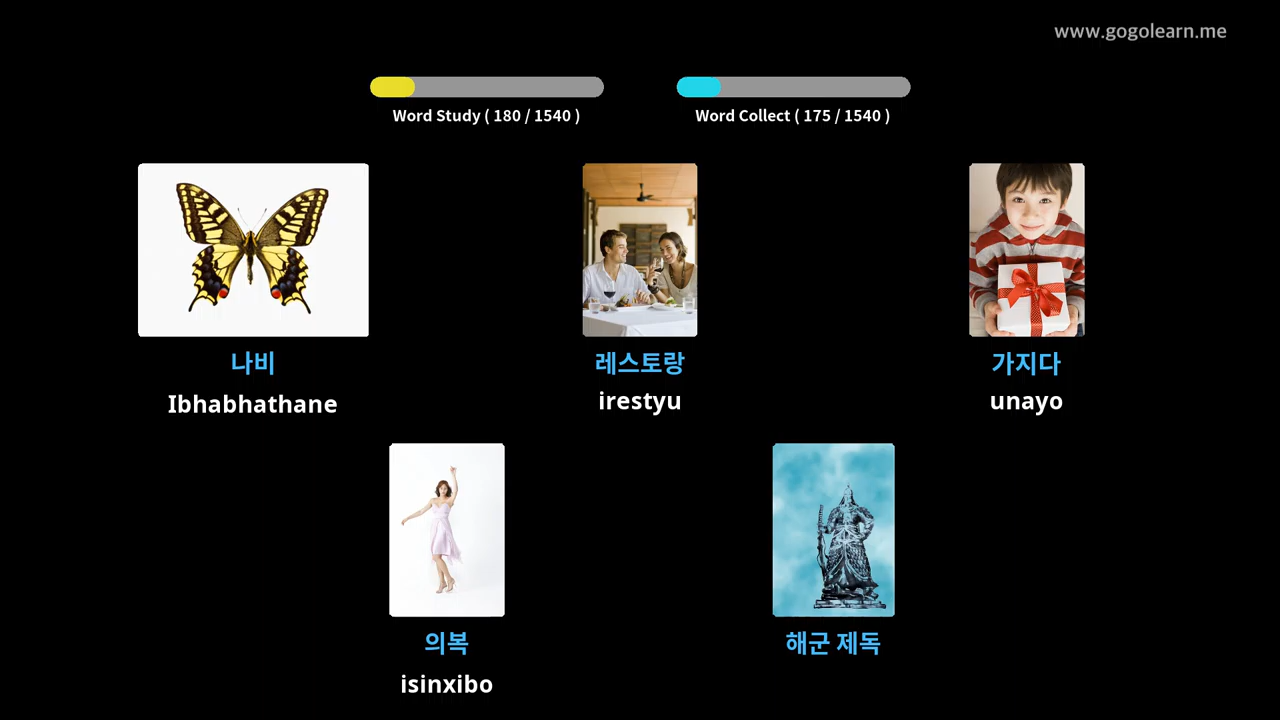 www.gogolearn.me
Word Study ( 180 / 1540 )
Word Collect ( 175 / 1540 )
나비
Ibhabhathane
레스토랑
irestyu
가지다
unayo
의복
isinxibo
해군 제독